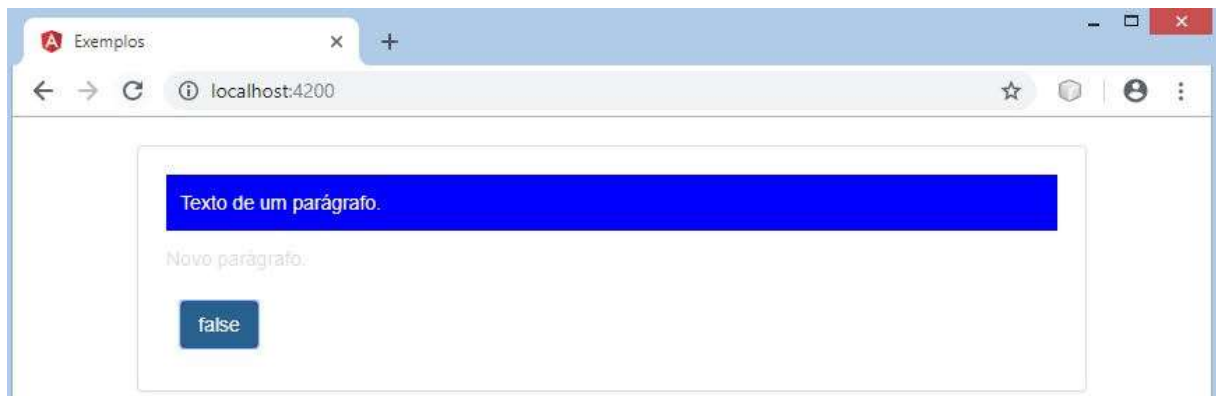 Exemplos
localhost:4200
Texto de um parágrafo.
Novo parágrafo.
false